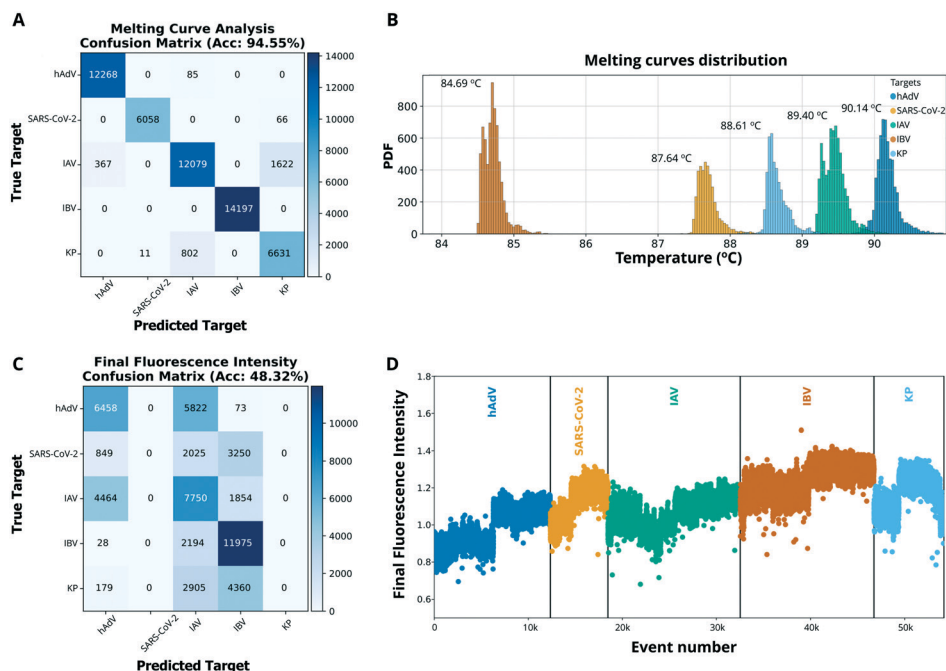 A
Melting Curve Analysis
Confusion Matrix (Acc: 94.55%)
True Target
hAdV
SARS-CoV-2
IAV
IBV
KP
12268 0 85 0 0
0 6058 0 0 66
367 0 12079 0 1622
0 0 0 14197 0
0 11 802 0 6631
hAdV SARS-CoV-2 IAV IBV KP
Predicted Target
14000
12000
10000
8000
6000
4000
2000
0
B
Melting curves distribution
PDF
800
600
400
200
0
84.69 ºC
87.64 ºC
88.61 ºC
89.40 ºC
90.14 ºC
Targets
hAdV
SARS-CoV-2
IAV
IBV
KP
84 85 86 87 88 89 90
Temperature (ºC)
C
Final Fluorescence Intensity
Confusion Matrix (Acc: 48.32%)
True Target
hAdV
SARS-CoV-2
IAV
IBV
KP
6458 0 5822 73 0
849 0 2025 3250 0
4464 0 7750 1854 0
28 0 2194 11975 0
179 0 2905 4360 0
hAdV SARS-CoV-2 IAV IBV KP
Predicted Target
10000
8000
6000
4000
2000
0
D
Final Fluorescence Intensity
1.8
1.6
1.4
1.2
1.0
0.8
0.6
hAdV
SARS-CoV-2
IAV
IBV
KP
0 10k 20k 30k 40k 50k
Event number